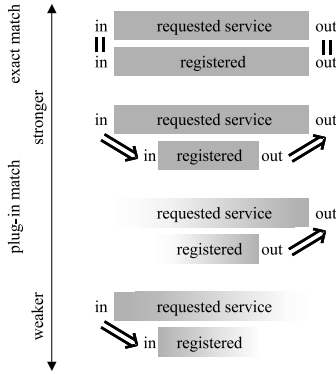 exact match
stronger
plug-in match
weaker
in requested service out
in registered out
in requested service out
in registered out
requested service out
registered out
in requested service
in registered